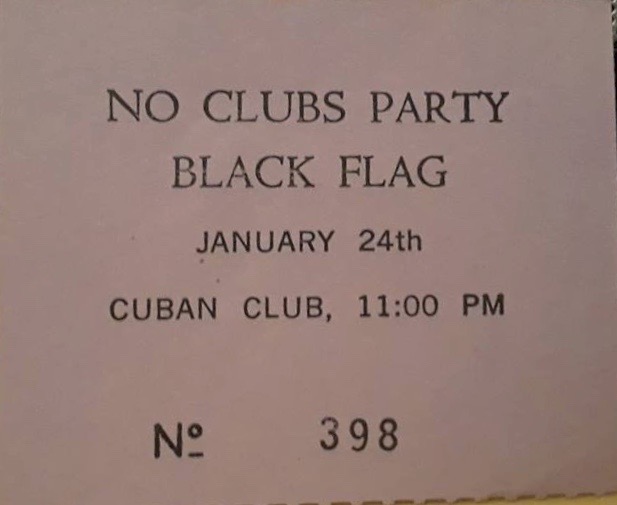 NO CLUBS PARTY
BLACK FLAG
JANUARY 24th
CUBAN CLUB, 11:00 PM
Nº 398